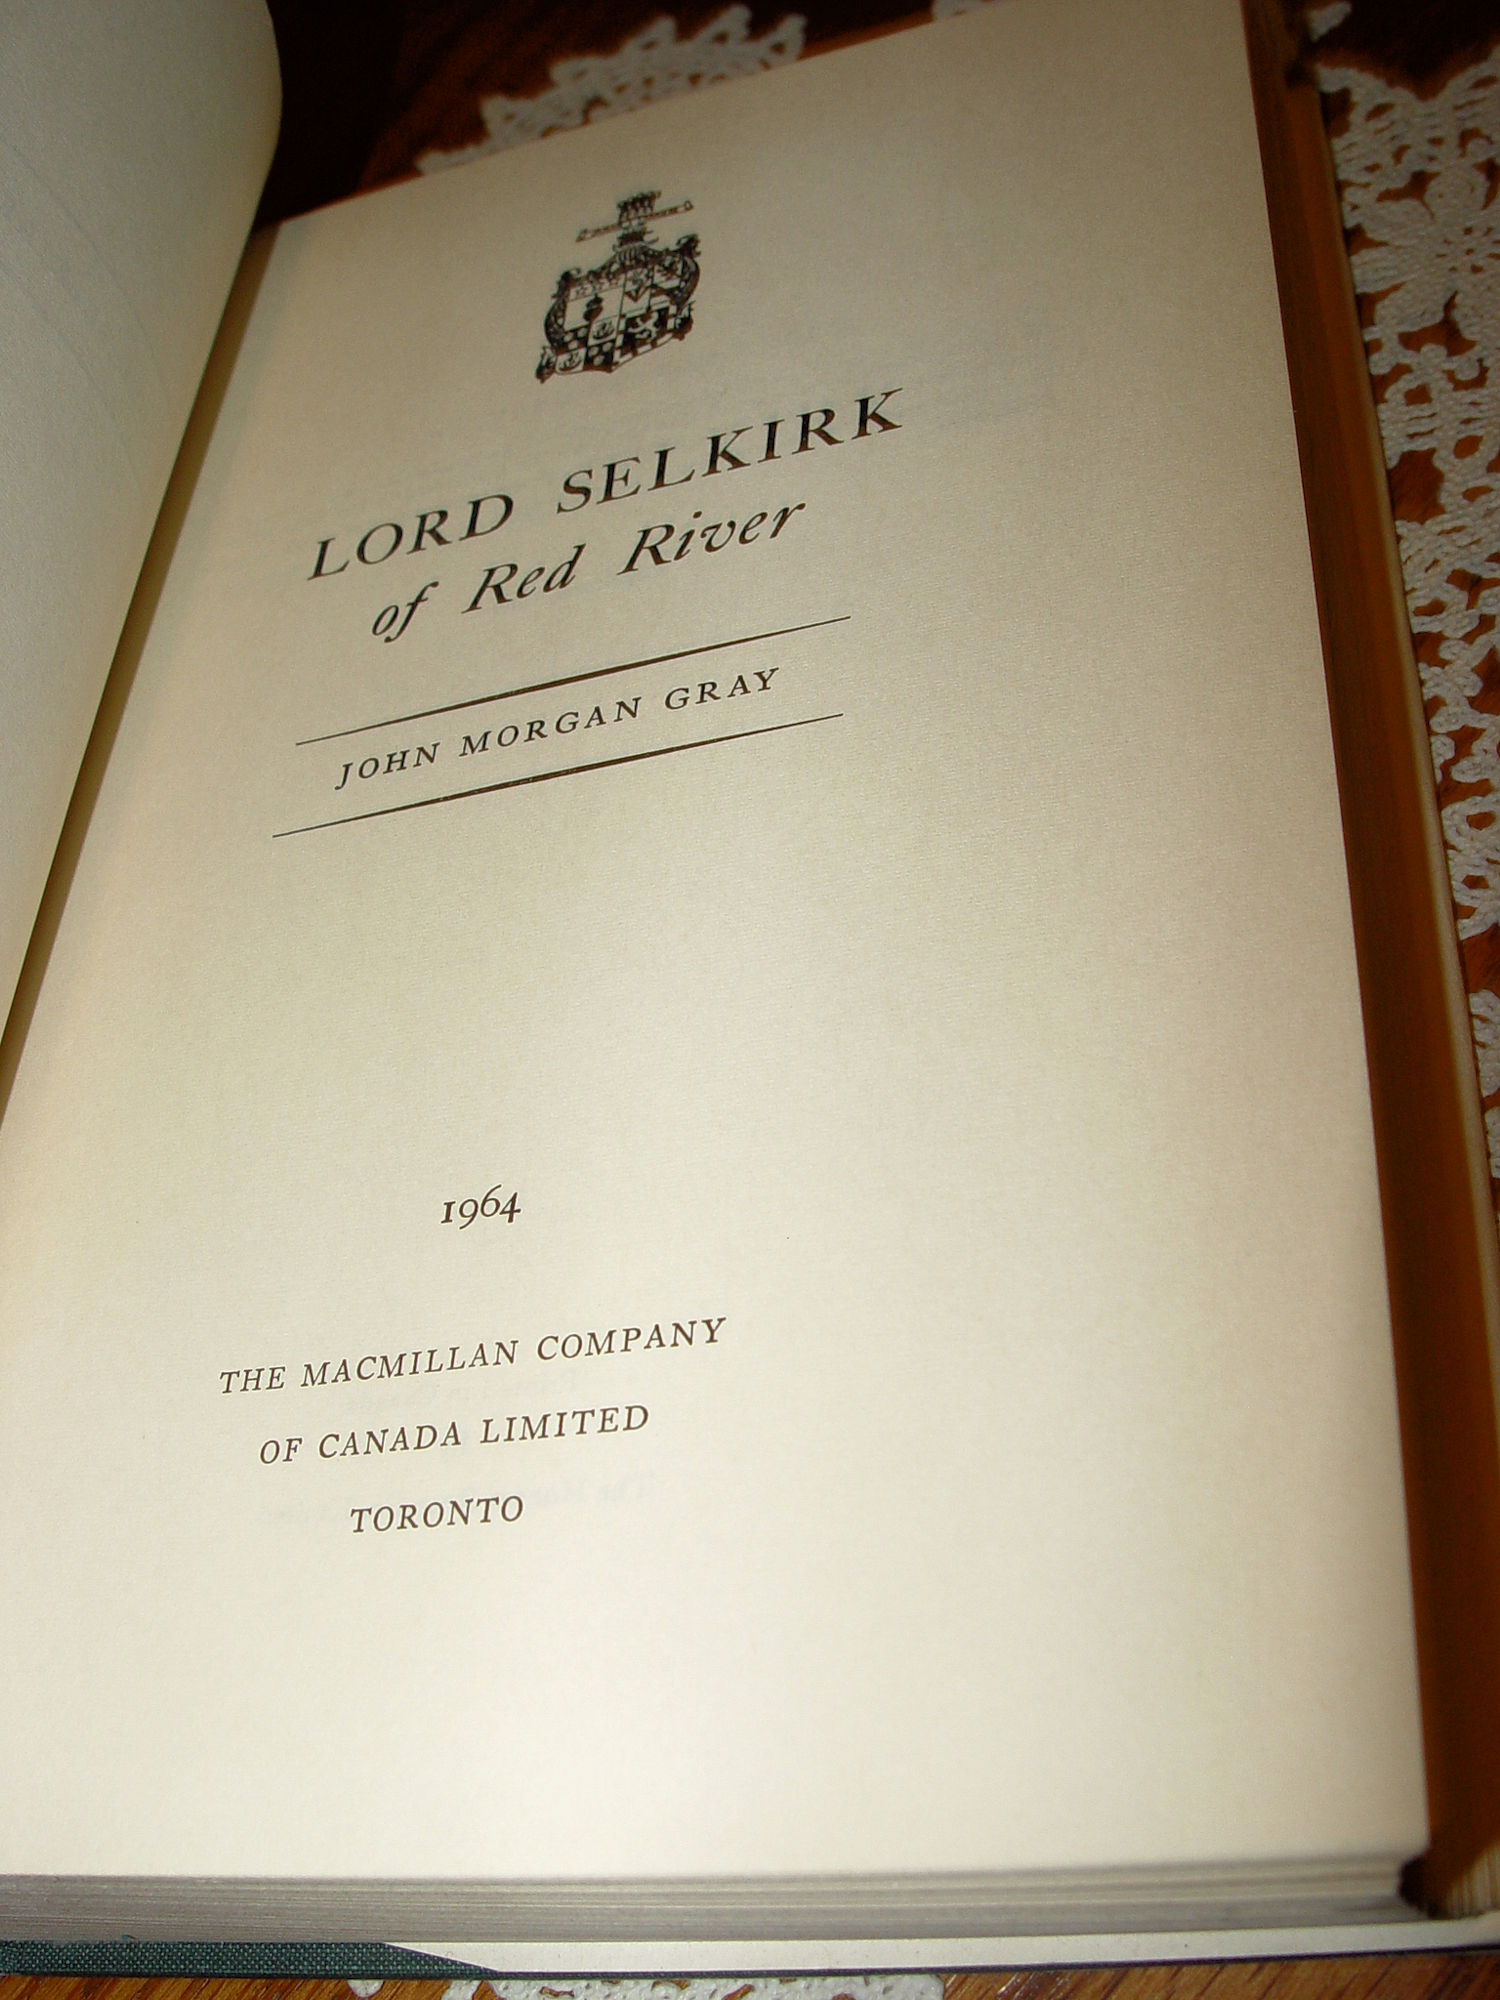 LORD SELKIRK
of Red River
JOHN MORGAN GRAY
1964
THE MACMILLAN COMPANY
OF CANADA LIMITED
TORONTO